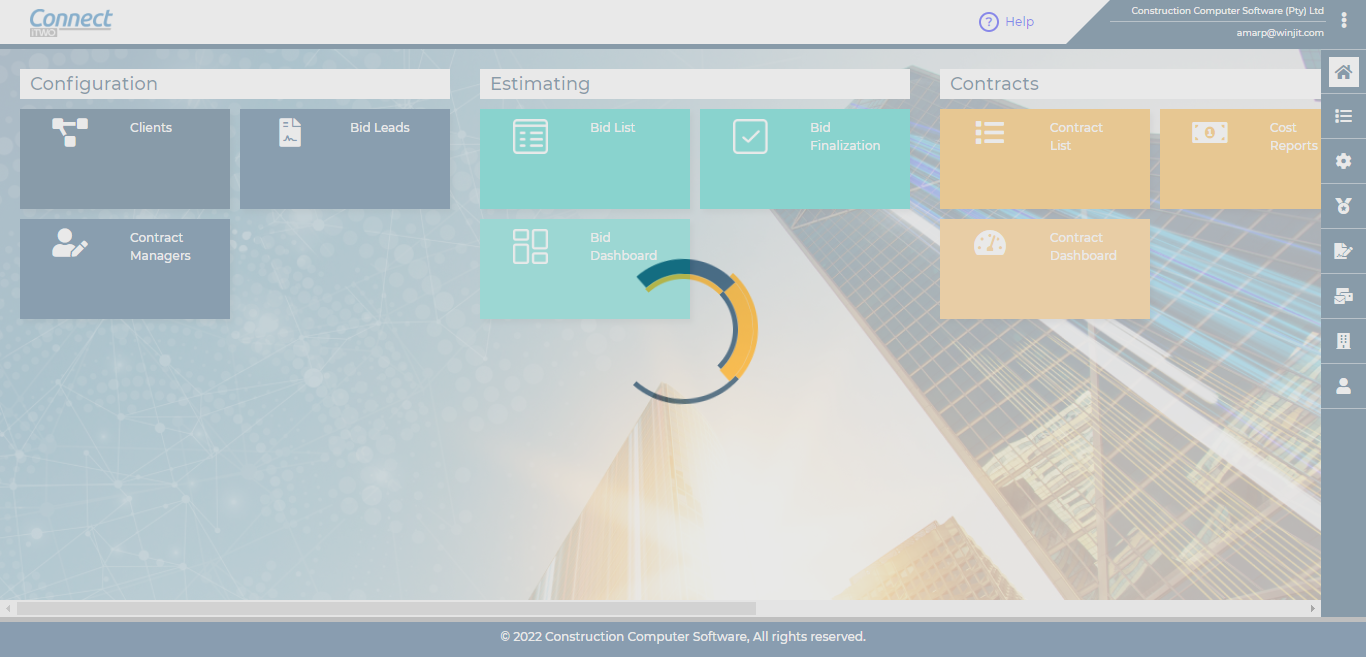 Connect
iTWO
? Help
Construction Computer Software (Pty) Ltd
amarp@winjit.com
Configuration
Estimating
Contracts
Clients
Bid Leads
Bid List
Bid
Finalization
Contract
List
1
Cost
Reports
Contract
Managers
Bid
Dashboard
Contract
Dashboard
© 2022 Construction Computer Software, All rights reserved.